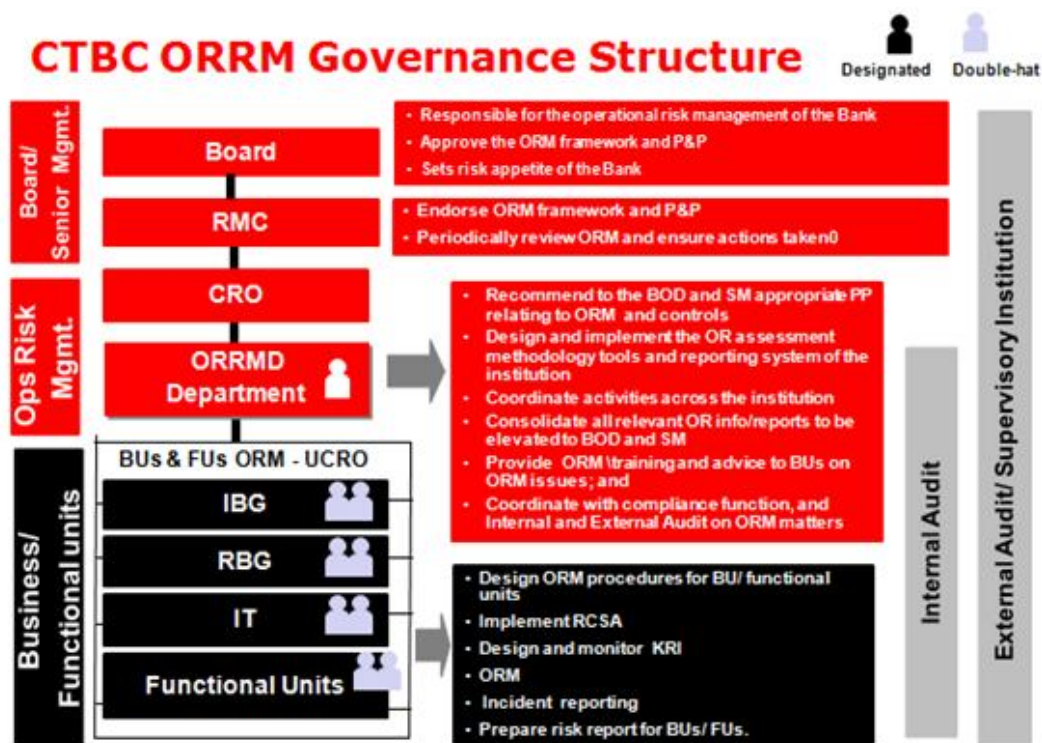 CTBC ORRM Governance Structure
Designated
Double-hat
Board/
Senior Mgmt.
Board
• Responsible for the operational risk management of the Bank
• Approve the ORM framework and P&P
• Sets risk appetite of the Bank
RMC
• Endorse ORM framework and P&P
• Periodically review ORM and ensure actions taken0
Ops Risk
Mgmt.
CRO
ORRMD
Department
• Recommend to the BOD and SM appropriate PP
relating to ORM and controls
• Design and implement the OR assessment
methodology tools and reporting system of the
institution
• Coordinate activities across the institution
• Consolidate all relevant OR info/reports to be
elevated to BOD and SM
• Provide ORM \training and advice to BUs on
ORM issues; and
• Coordinate with compliance function, and
Internal and External Audit on ORM matters
Business/
Functional units
BUs & FUs ORM - UCRO
IBG
RBG
IT
Functional Units
• Design ORM procedures for BU/ functional
units
• Implement RCSA
• Design and monitor KRI
• ORM
• Incident reporting
• Prepare risk report for BUs/ FUs.
Internal Audit
External Audit/ Supervisory Institution